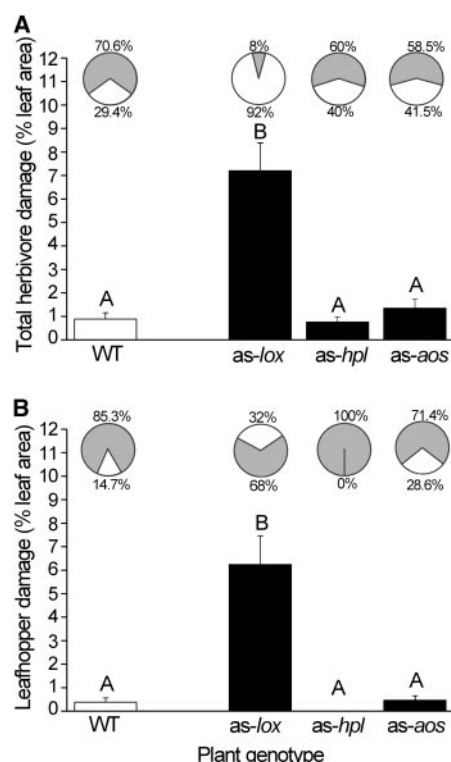 A
Total herbivore damage (% leaf area)
12
11
10
9
8
7
6
5
4
3
2
1
0
70.6%
29.4%
8%
92%
60%
40%
58.5%
41.5%
A
B
A
A
WT
as-lox
as-hpl
as-aos
B
Leafhopper damage (% leaf area)
12
11
10
9
8
7
6
5
4
3
2
1
0
85.3%
14.7%
32%
68%
100%
0%
71.4%
28.6%
A
B
A
A
WT
as-lox
as-hpl
as-aos
Plant genotype